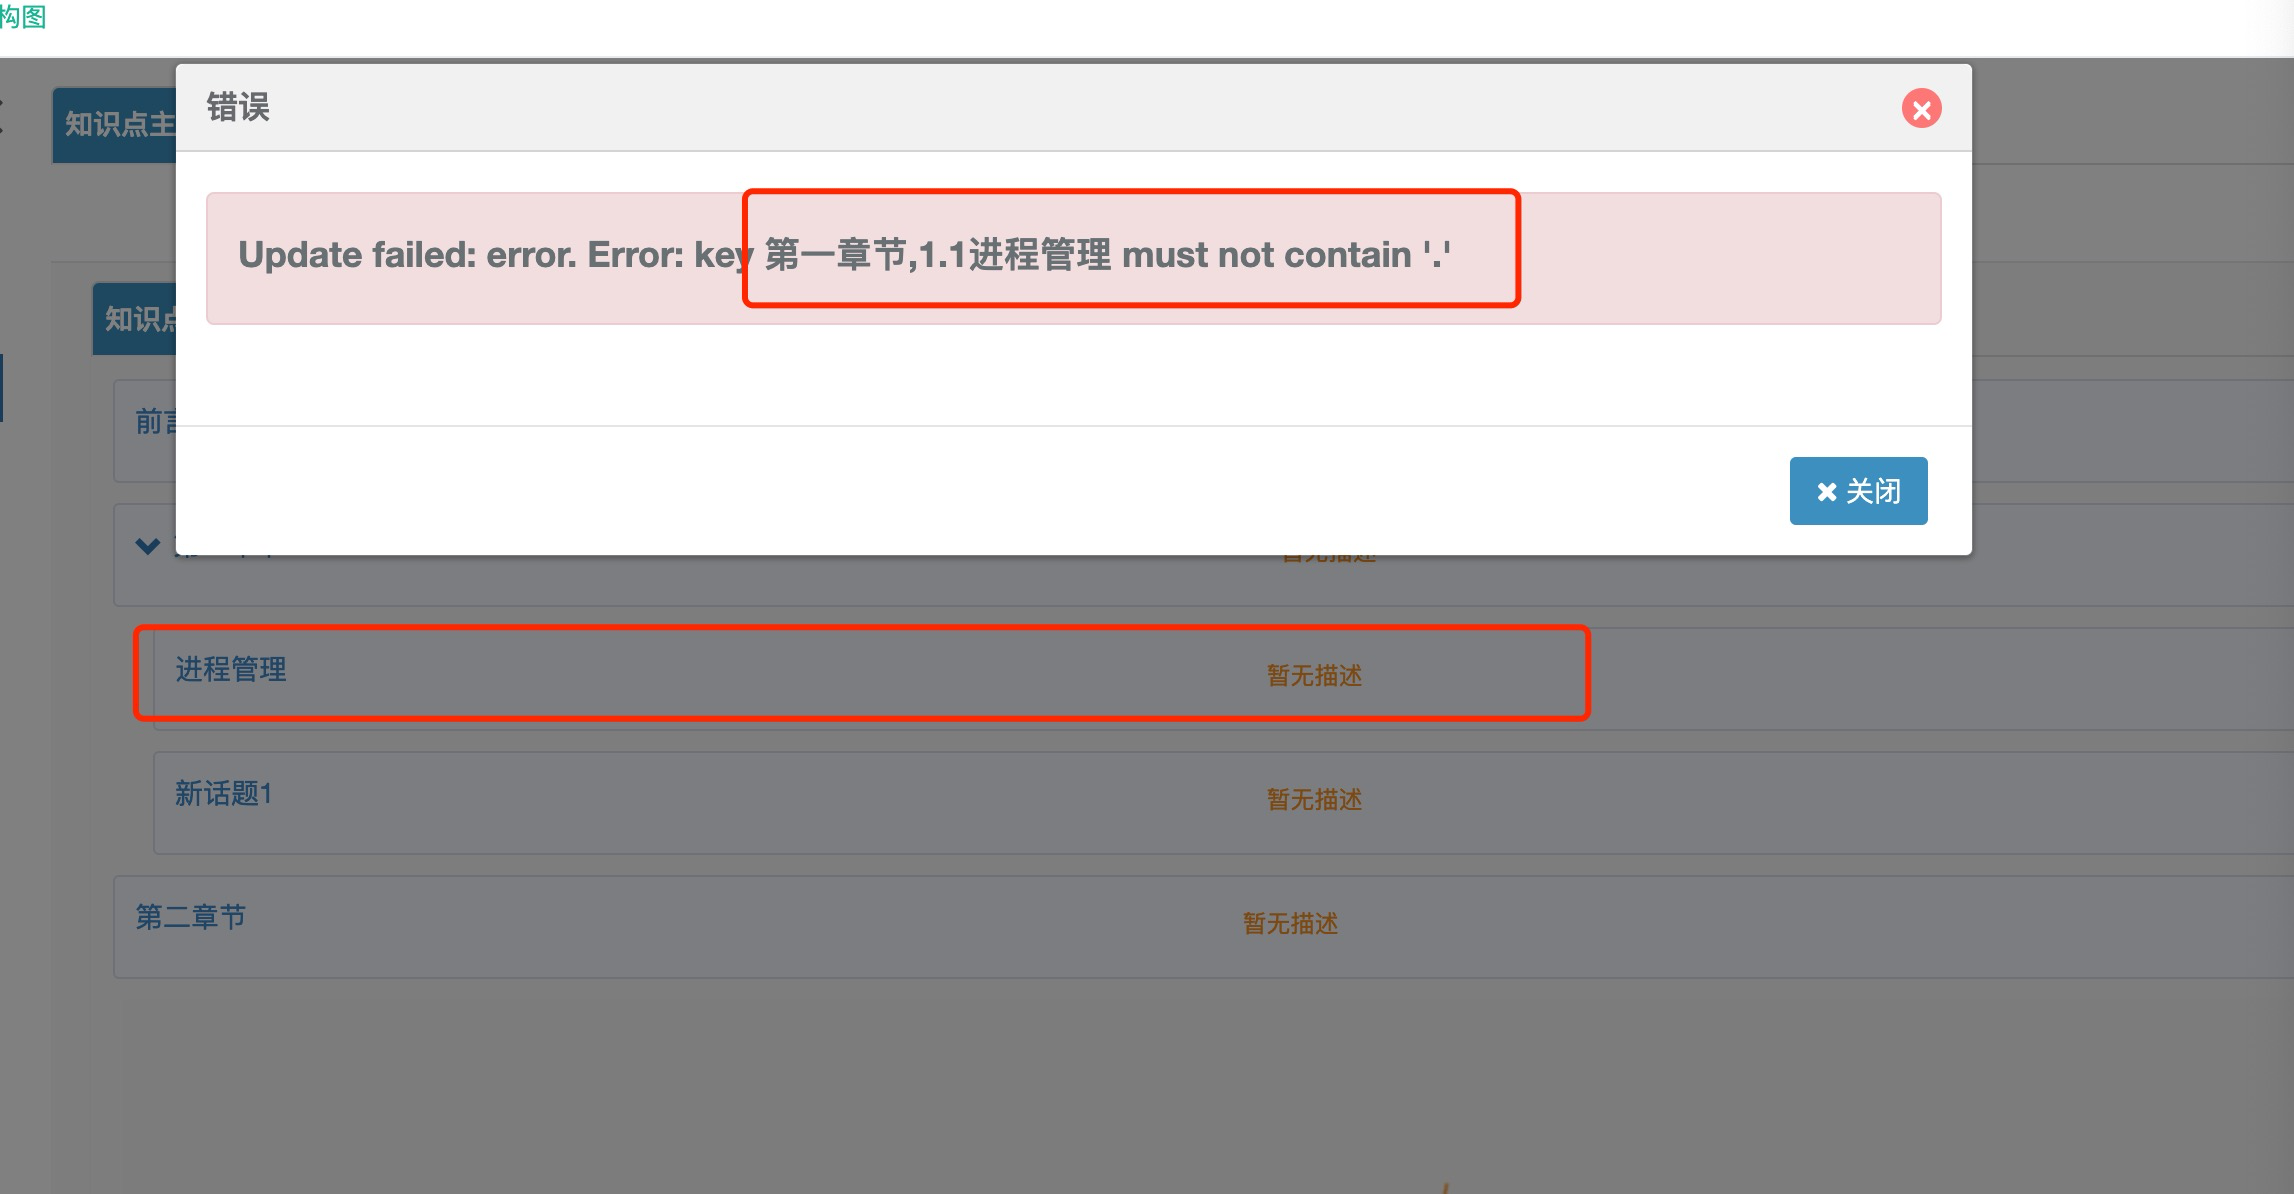 构图
错误
知识点主
Update failed: error. Error: key 第一章节,1.1进程管理 must not contain '.'
知识点
前言
✖ 关闭
暂无描述
进程管理
暂无描述
新话题1
暂无描述
第二章节
暂无描述